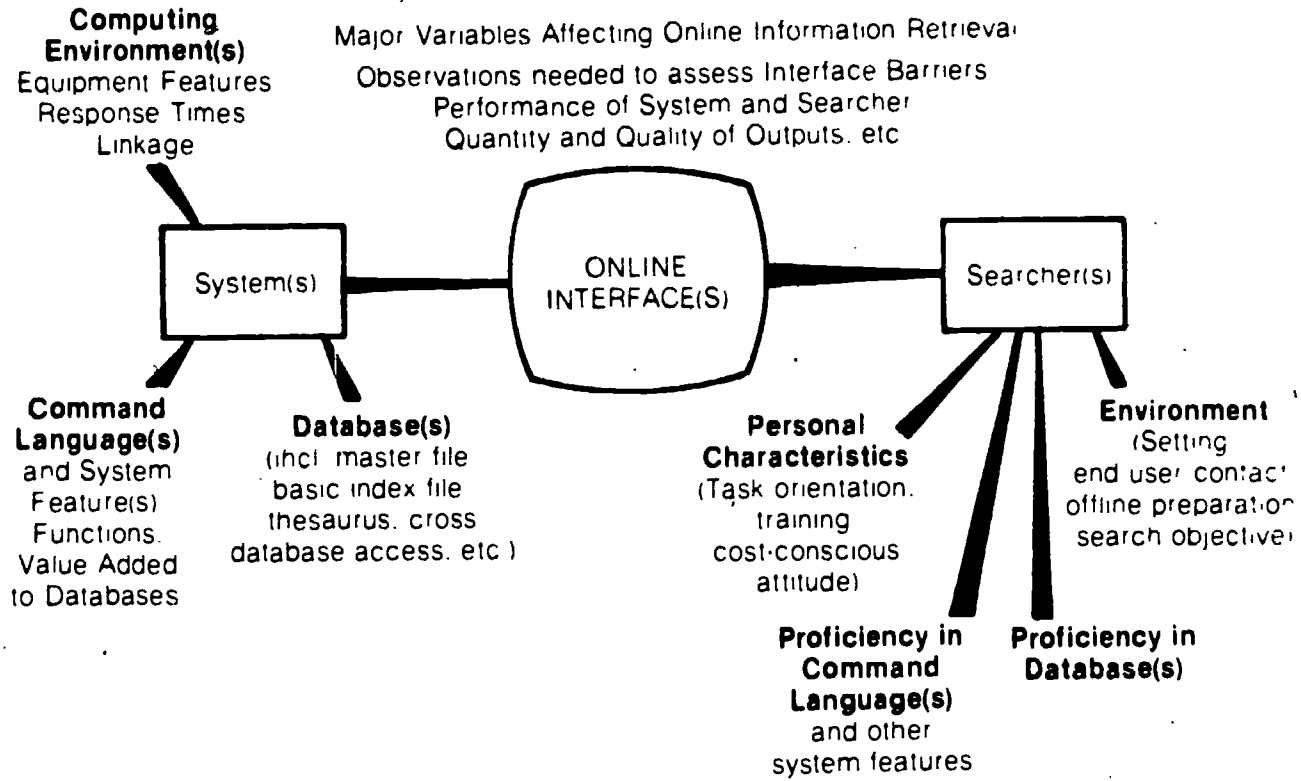 Computing
Environment(s)
Equipment Features
Response Times
Linkage
Major Variables Affecting Online Information Retrieval
Observations needed to assess Interface Barriers
Performance of System and Searcher
Quantity and Quality of Outputs. etc
System(s)
ONLINE
INTERFACE(S)
Searcher(s)
Command
Language(s)
and System
Feature(s)
Functions.
Value Added
to Databases
Database(s)
(incl master file
basic index file
thesaurus. cross
database access. etc )
Personal
Characteristics
(Task orientation.
training
cost-conscious
attitude)
Environment
(Setting
end user contact
offline preparation
search objective)
Proficiency in
Command
Language(s)
and other
system features
Proficiency in
Database(s)